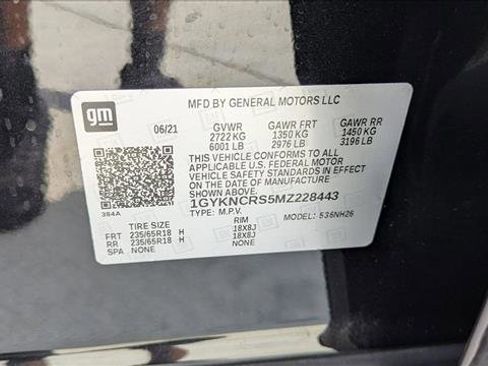 MFD BY GENERAL MOTORS LLC
gm
06/21 GVWR GAWR FRT GAWR RR
2722 KG 1350 KG 1450 KG
6001 LB 2976 LB 3196 LB
THIS VEHICLE CONFORMS TO ALL
APPLICABLE U.S. FEDERAL MOTOR
VEHICLE SAFETY STANDARDS IN EFFECT
ON THE DATE OF MANUFACTURE
SHOWN ABOVE.
1GYKNCRS5MZ228443
384A TYPE: M.P.V. MODEL: 536NH26
TIRE SIZE RIM
FRT 235/65R18 H 18X8J
RR 235/65R18 H 18X8J
SPA NONE NONE